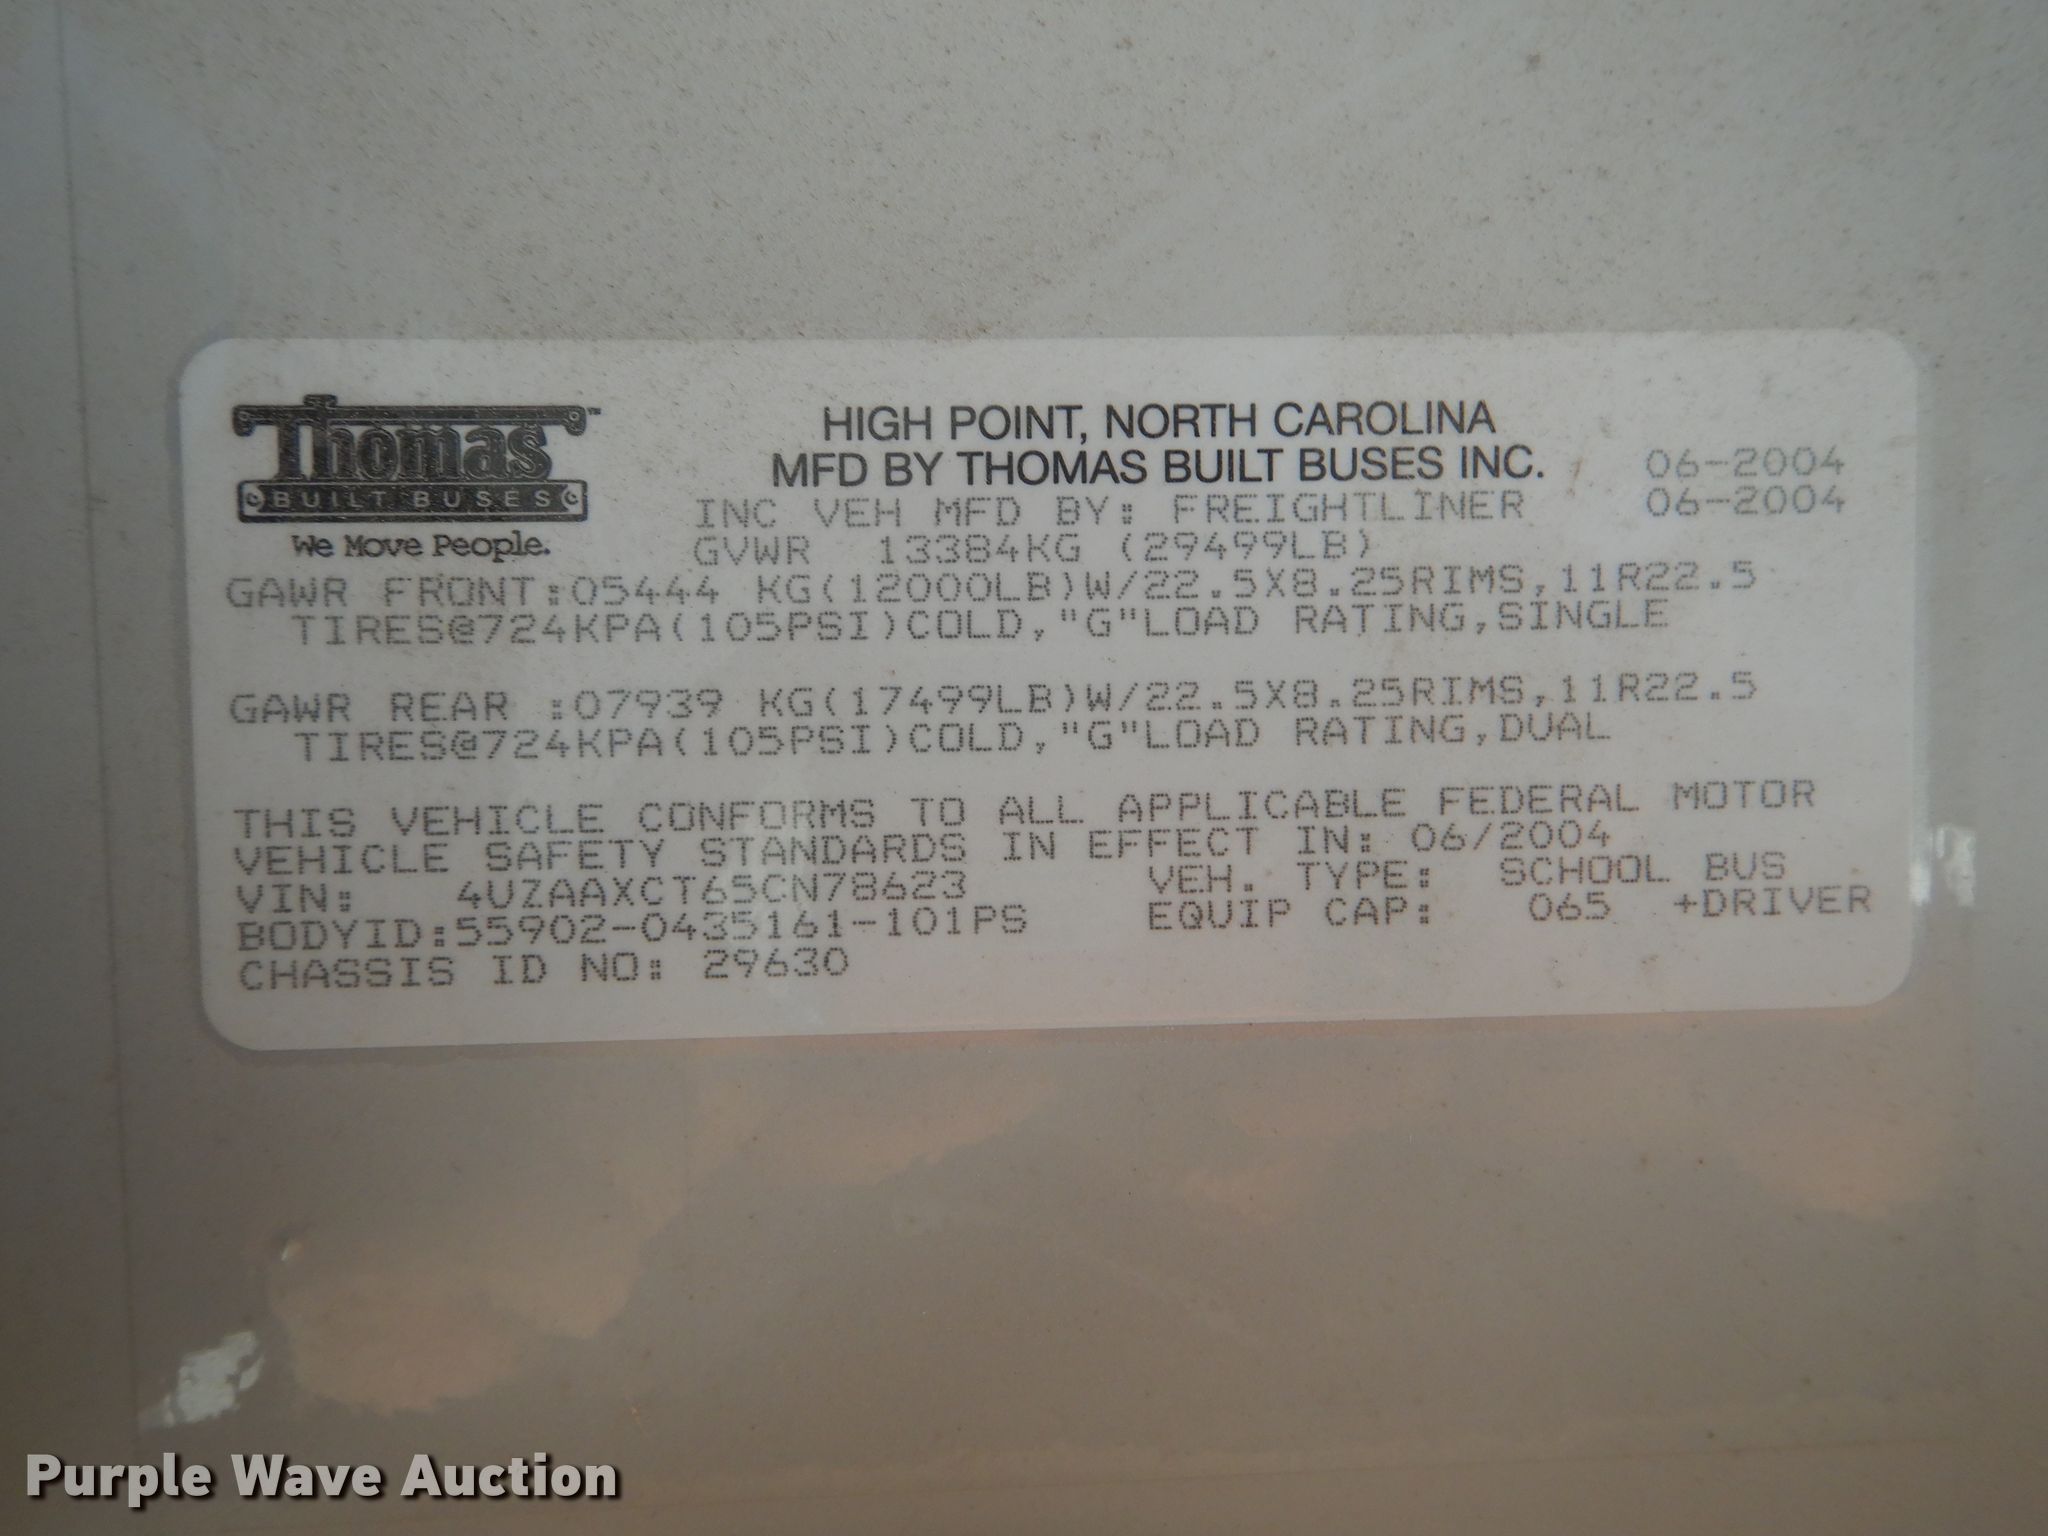 Thomas™
BUILT BUSES
We Move People.
HIGH POINT, NORTH CAROLINA
MFD BY THOMAS BUILT BUSES INC. 06-2004
INC VEH MFD BY: FREIGHTLINER 06-2004
GVWR 13384KG (29499LB)
GAWR FRONT:05444 KG(12000LB)W/22.5X8.25RIMS,11R22.5
TIRES@724KPA(105PSI)COLD,"G"LOAD RATING,SINGLE
GAWR REAR :07939 KG(17499LB)W/22.5X8.25RIMS,11R22.5
TIRES@724KPA(105PSI)COLD,"G"LOAD RATING,DUAL
THIS VEHICLE CONFORMS TO ALL APPLICABLE FEDERAL MOTOR
VEHICLE SAFETY STANDARDS IN EFFECT IN: 06/2004
VIN: 4UZAAXCT65CN78623 VEH. TYPE: SCHOOL BUS
BODYID:55902-0435161-101PS EQUIP CAP: 065 +DRIVER
CHASSIS ID NO: 29630
Purple Wave Auction